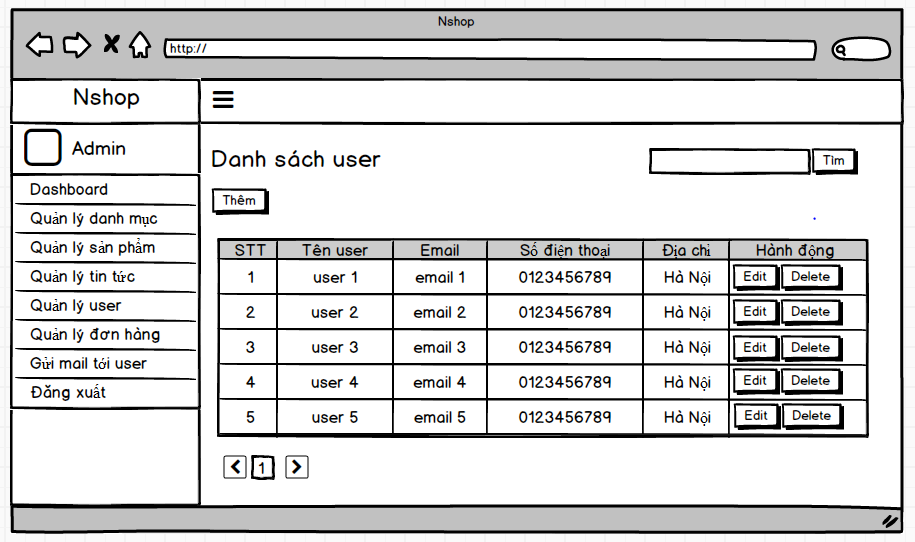 Nshop
http://
Nshop
Admin
Dashboard
Quản lý danh mục
Quản lý sản phẩm
Quản lý tin tức
Quản lý user
Quản lý đơn hàng
Gửi mail tới user
Đăng xuất
Danh sách user
Tìm
Thêm
STT Tên user Email Số điện thoại Địa chỉ Hành động
1 user 1 email 1 0123456789 Hà Nội Edit Delete
2 user 2 email 2 0123456789 Hà Nội Edit Delete
3 user 3 email 3 0123456789 Hà Nội Edit Delete
4 user 4 email 4 0123456789 Hà Nội Edit Delete
5 user 5 email 5 0123456789 Hà Nội Edit Delete
1